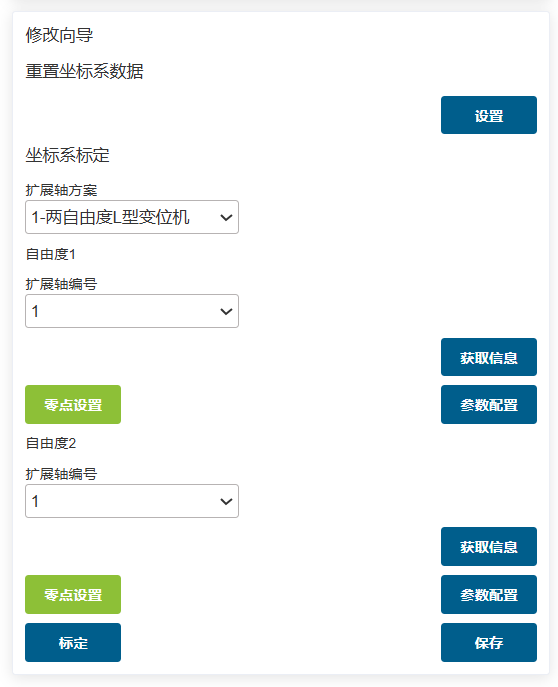 修改向导
重置坐标系数据
设置
坐标系标定
扩展轴方案
1-两自由度L型变位机
自由度1
扩展轴编号
1
获取信息
零点设置 参数配置
自由度2
扩展轴编号
1
获取信息
零点设置 参数配置
标定 保存